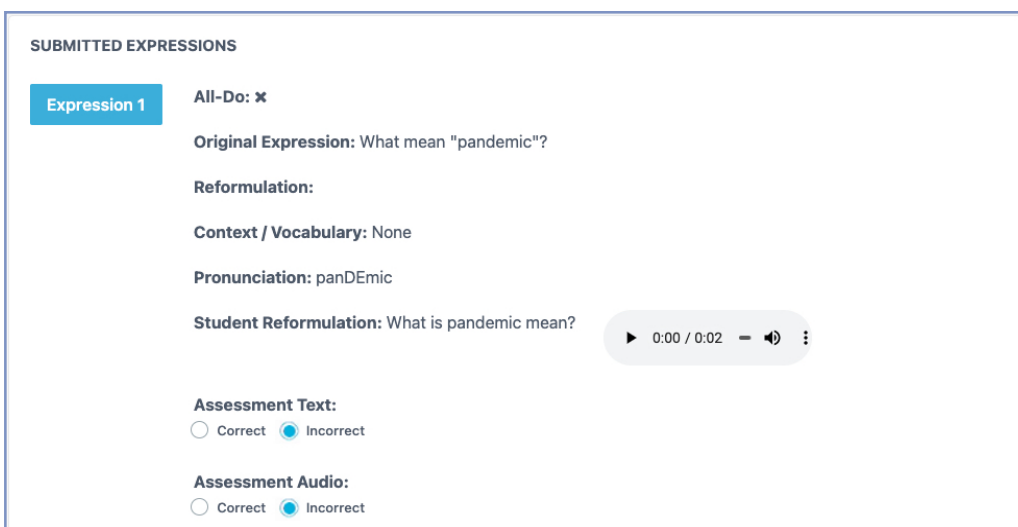 SUBMITTED EXPRESSIONS
Expression 1
All-Do: ✖
Original Expression: What mean "pandemic"?
Reformulation:
Context / Vocabulary: None
Pronunciation: panDEmic
Student Reformulation: What is pandemic mean?
0:00 / 0:02
Assessment Text:
Correct Incorrect
Assessment Audio:
Correct Incorrect